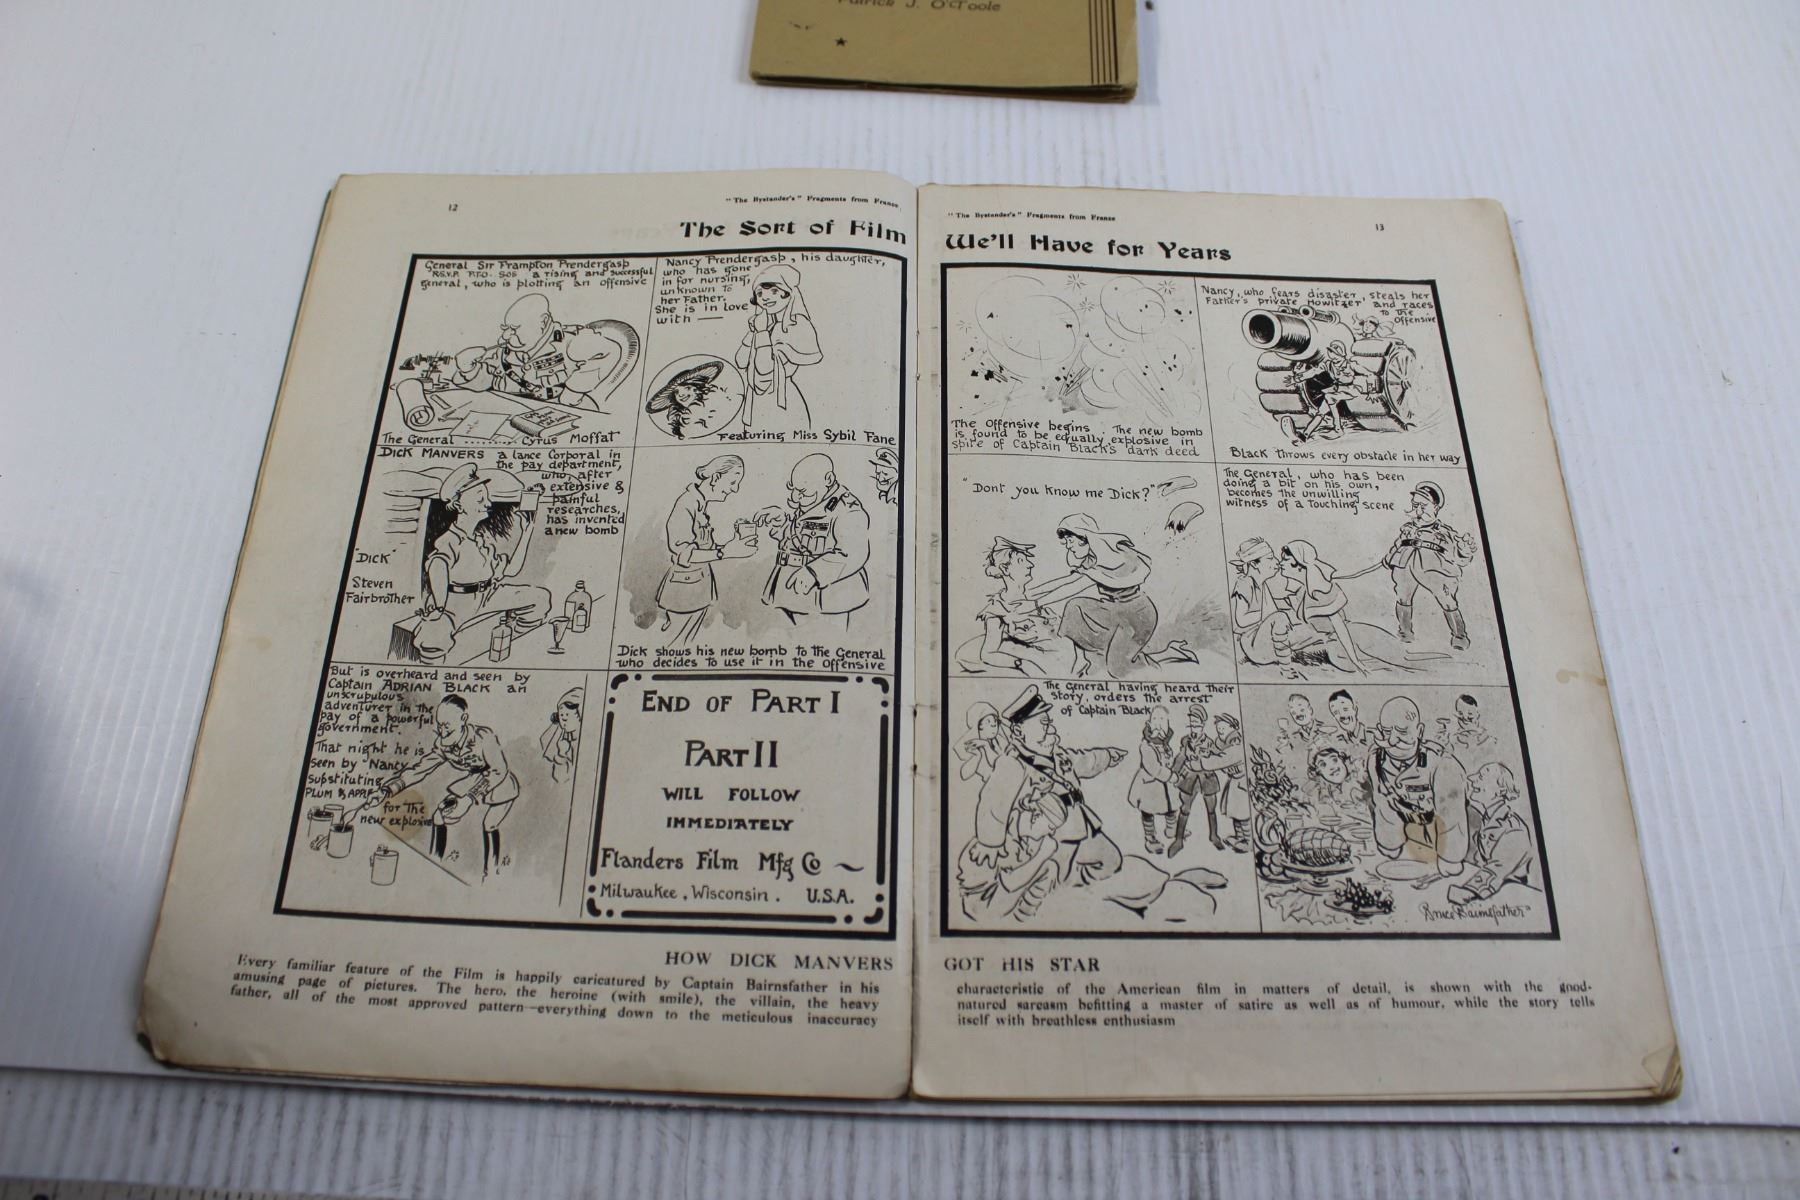 Patrick J. O'Toole
12
"The Bystander's" Fragments from France
The Sort of Film
General Sir Frampton Prendergasp
R.S.V.P. P.T.O. SOS a rising and successful
general, who is plotting an offensive
The General ........ Cyrus Moffat
Nancy Prendergasp, his daughter,
who has gone
in for nursing,
unknown to
her Father.
She is in love
with —
Featuring Miss Sybil Fane
DICK MANVERS a lance Corporal in
the pay department,
who, after
extensive &
painful
researches,
has invented
a new bomb
"DICK"
Steven
Fairbrother
Dick shows his new bomb to the General
who decides to use it in the Offensive
But is overheard and seen by
Captain ADRIAN BLACK an
unscrupulous
adventurer in the
pay of a powerful
government.
That night he is
seen by Nancy
substituting
PLUM & APPLE
for the
new explosive
END OF PART I
PART II
WILL FOLLOW
IMMEDIATELY
Flanders Film Mfg Co ~
Milwaukee, Wisconsin. U.S.A.
HOW DICK MANVERS
Every familiar feature of the Film is happily caricatured by Captain Bairnsfather in his
amusing page of pictures. The hero, the heroine (with smile), the villain, the heavy
father, all of the most approved pattern—everything down to the meticulous inaccuracy
"The Bystander's" Fragments from France
13
We'll Have for Years
The Offensive begins. The new bomb
is found to be equally explosive in
spite of Captain Black's dark deed
Nancy, who fears disaster, steals her
Father's private Howitzer and races
to the
Offensive
Black throws every obstacle in her way
"Dont you know me Dick?"
The General, who has been
doing a bit on his own,
becomes the unwilling
witness of a touching scene
The General having heard their
story, orders the arrest
of Captain Black
Bruce Bairnsfather
GOT HIS STAR
characteristic of the American film in matters of detail, is shown with the good-
natured sarcasm befitting a master of satire as well as of humour, while the story tells
itself with breathless enthusiasm